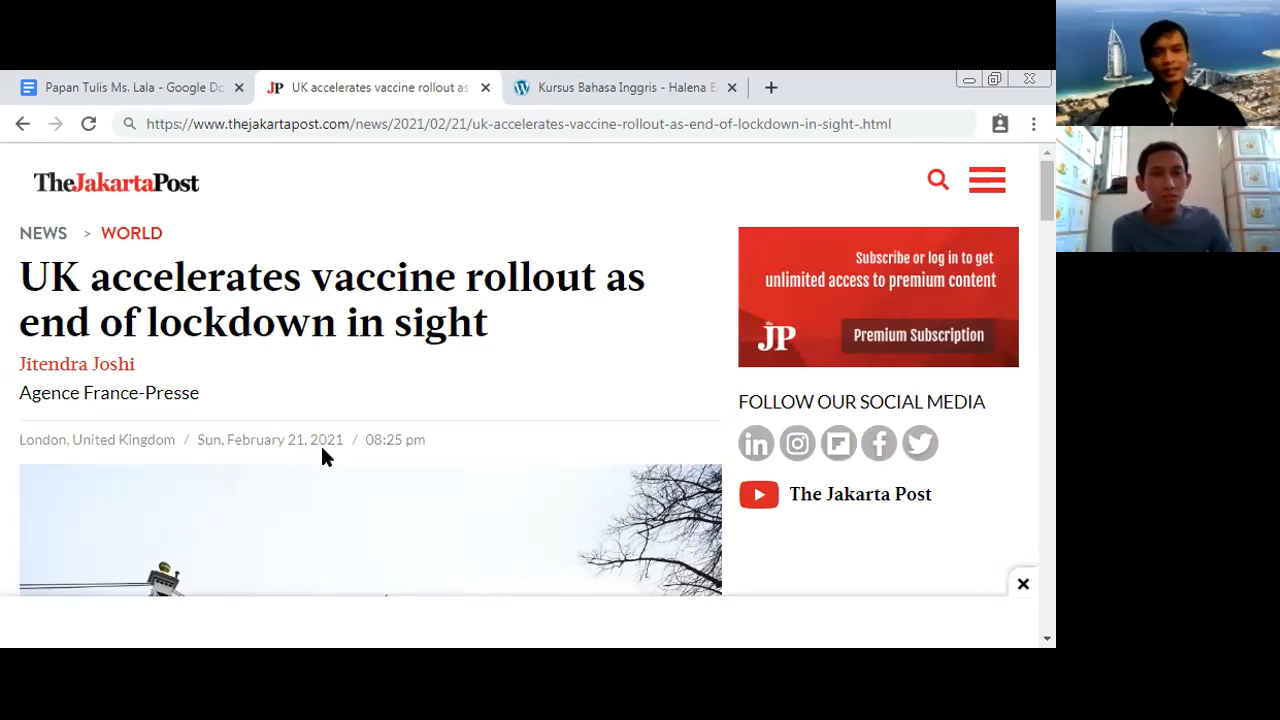 Papan Tulis Ms. Lala - Google Do
UK accelerates vaccine rollout as
Kursus Bahasa Inggris - Halena E
https://www.thejakartapost.com/news/2021/02/21/uk-accelerates-vaccine-rollout-as-end-of-lockdown-in-sight-.html
TheJakartaPost
NEWS > WORLD
UK accelerates vaccine rollout as
end of lockdown in sight
Jitendra Joshi
Agence France-Presse
London, United Kingdom / Sun, February 21, 2021 / 08:25 pm
Subscribe or log in to get
unlimited access to premium content
JP
Premium Subscription
FOLLOW OUR SOCIAL MEDIA
The Jakarta Post